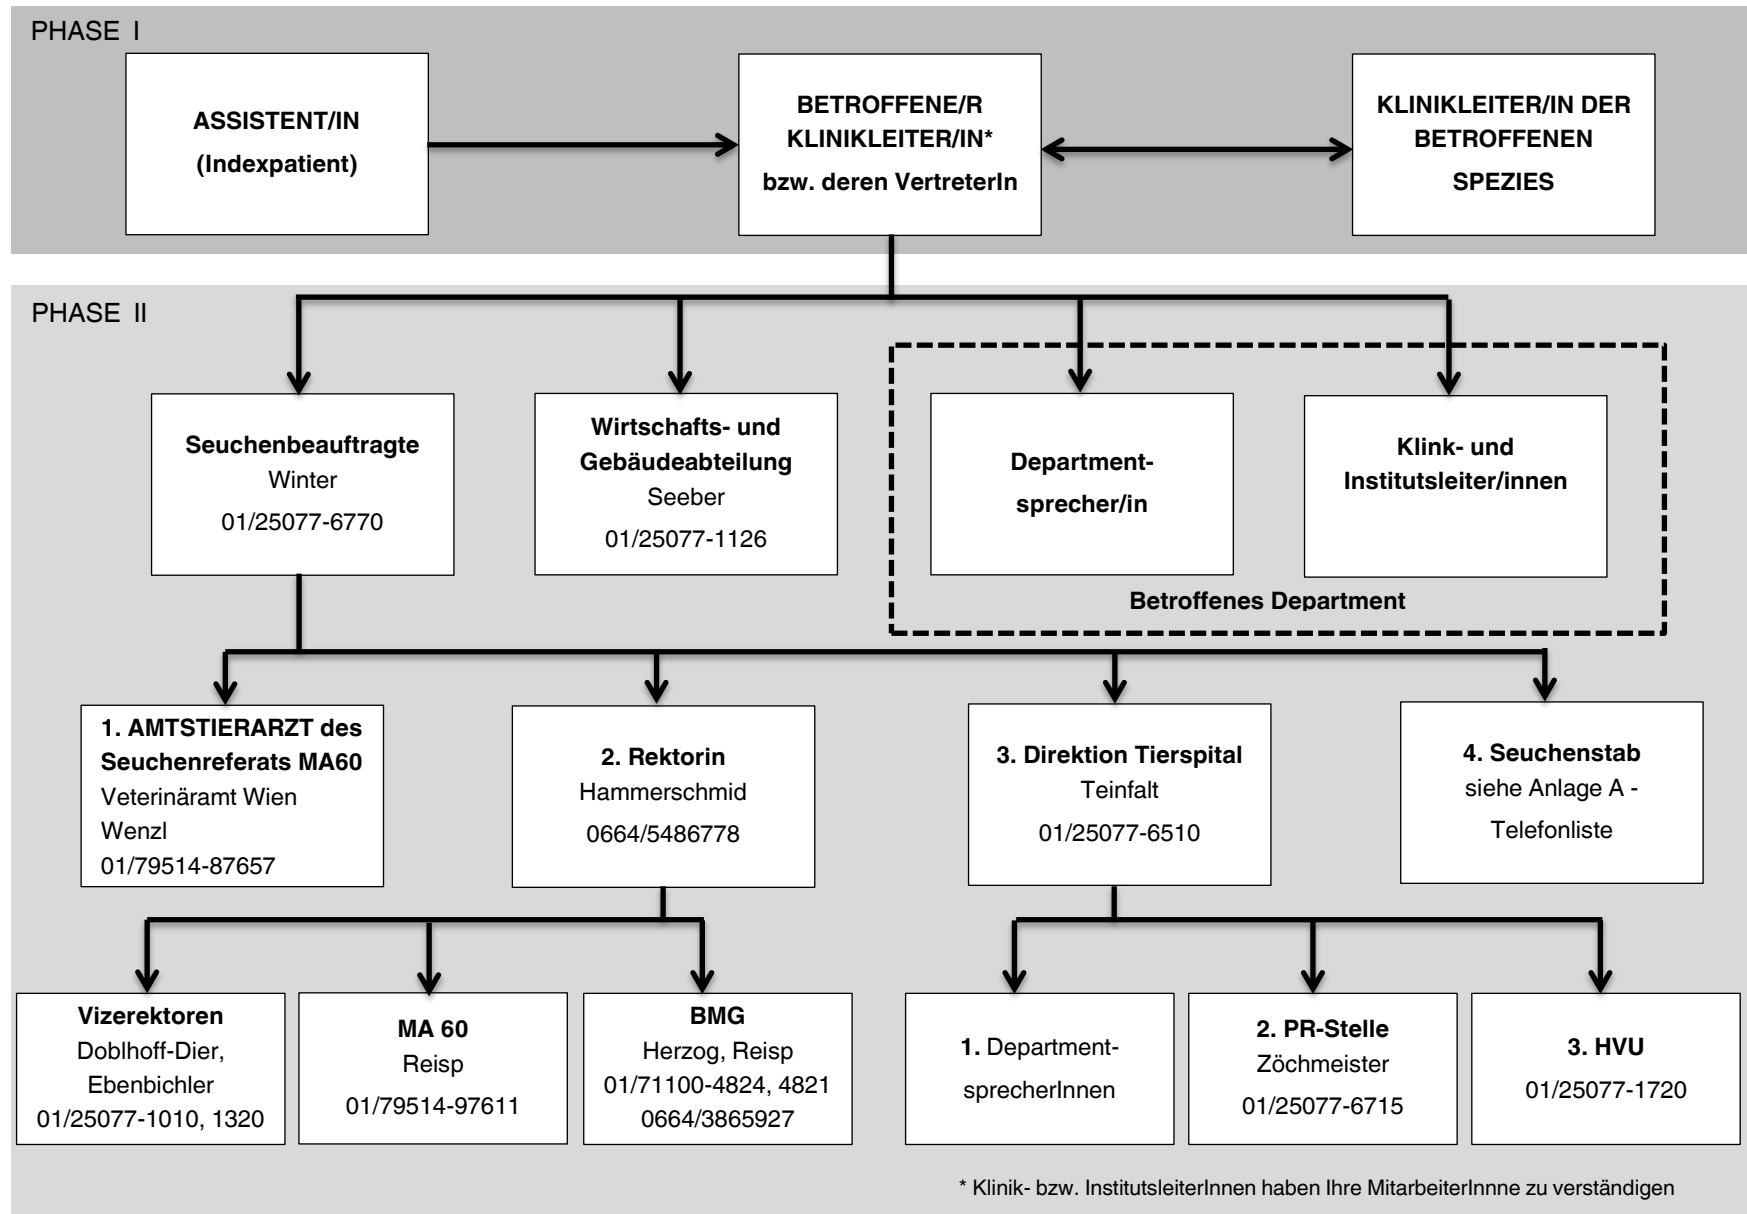 PHASE I
ASSISTENT/IN
(Indexpatient)
BETROFFENE/R
KLINIKLEITER/IN*
bzw. deren VertreterIn
KLINIKLEITER/IN DER
BETROFFENEN
SPEZIES
PHASE II
Seuchenbeauftragte
Winter
01/25077-6770
Wirtschafts- und
Gebäudeabteilung
Seeber
01/25077-1126
Department-
sprecher/in
Klink- und
Institutsleiter/innen
Betroffenes Department
1. AMTSTIERARZT des
Seuchenreferats MA60
Veterinäramt Wien
Wenzl
01/79514-87657
2. Rektorin
Hammerschmid
0664/5486778
3. Direktion Tierspital
Teinfalt
01/25077-6510
4. Seuchenstab
siehe Anlage A -
Telefonliste
Vizerektoren
Doblhoff-Dier,
Ebenbichler
01/25077-1010, 1320
MA 60
Reisp
01/79514-97611
BMG
Herzog, Reisp
01/71100-4824, 4821
0664/3865927
1. Department-
sprecherInnen
2. PR-Stelle
Zöchmeister
01/25077-6715
3. HVU
01/25077-1720
* Klinik- bzw. InstitutsleiterInnen haben Ihre MitarbeiterInnne zu verständigen